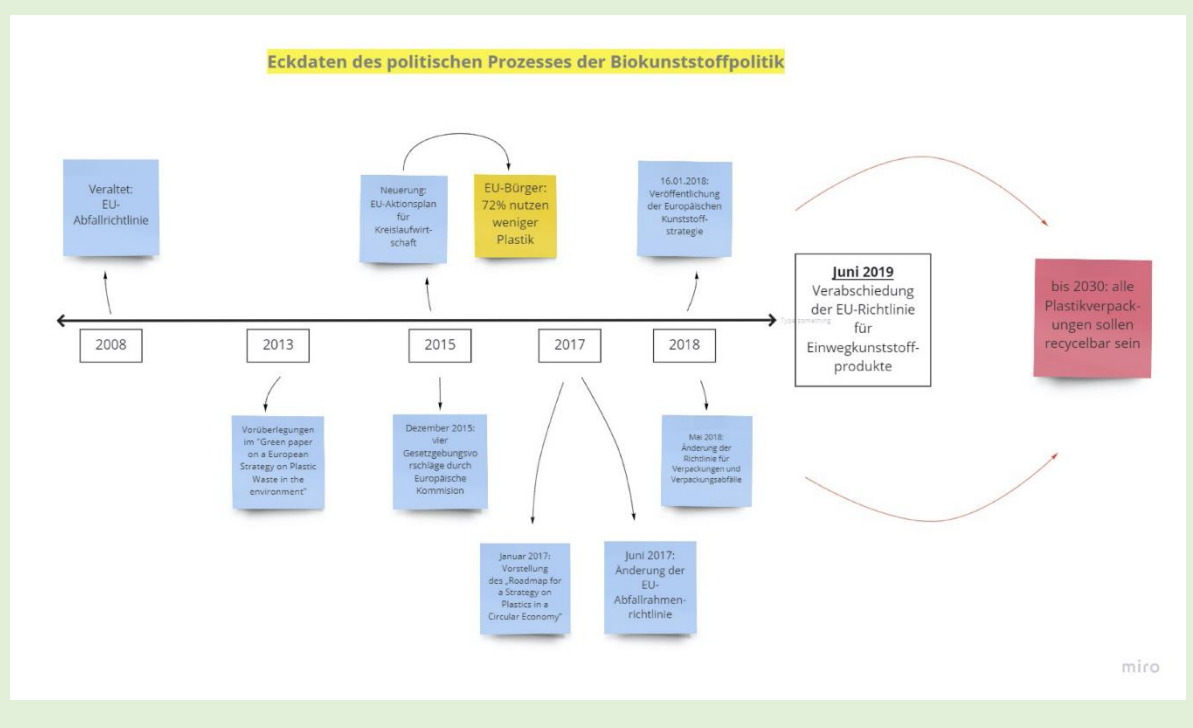 Eckdaten des politischen Prozesses der Biokunststoffpolitik
Veraltet:
EU-
Abfallrichtlinie
Neuerung:
EU-Aktionsplan
für
Kreislaufwirt-
schaft
EU-Bürger:
72% nutzen
weniger
Plastik
16.01.2018:
Veröffentlichung
der Europäischen
Kunststoff-
strategie
Juni 2019
Verabschiedung
der EU-Richtlinie
für
Einwegkunststoff-
produkte
Type something
bis 2030: alle
Plastikverpack-
ungen sollen
recycelbar sein
2008
2013
2015
2017
2018
Vorüberlegungen
im "Green paper
on a European
Strategy on Plastic
Waste in the
environment"
Dezember 2015:
vier
Gesetzgebungsvo
rschläge durch
Europäische
Kommision
Mai 2018:
Änderung der
Richtlinie für
Verpackungen und
Verpackungsabfälle
Januar 2017:
Vorstellung
des „Roadmap for
a Strategy on
Plastics in a
Circular Economy"
Juni 2017:
Änderung der
EU-
Abfallrahmen-
richtlinie
miro